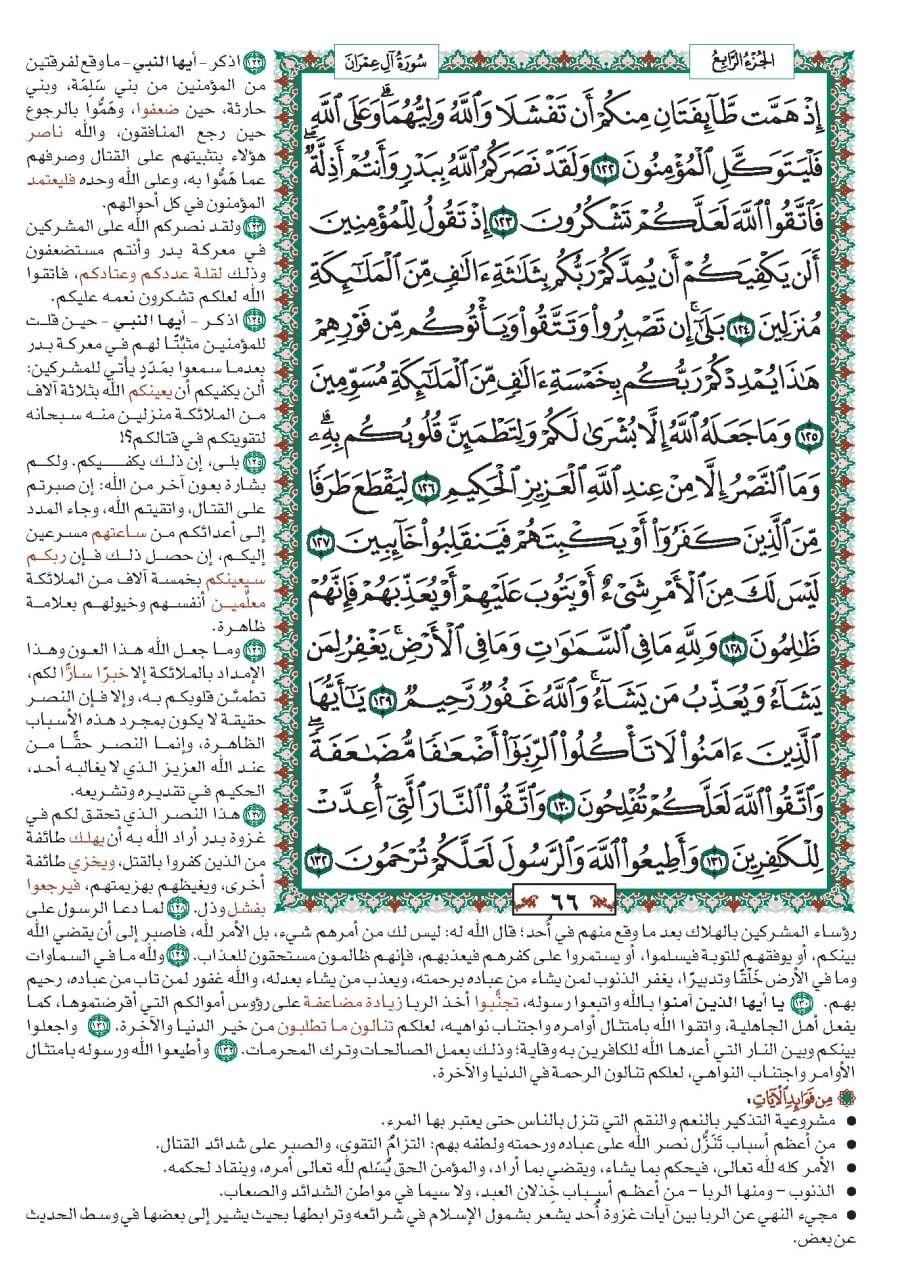 الجُزْءُ الرَّابِعُ
سُورَةُ آلِ عِمْرَانَ
إِذْ هَمَّت طَّآئِفَتَانِ مِنكُمْ أَن تَفْشَلَا وَٱللَّهُ وَلِيُّهُمَاۗ وَعَلَى ٱللَّهِ
فَلْيَتَوَكَّلِ ٱلْمُؤْمِنُونَ ١٢٢ وَلَقَدْ نَصَرَكُمُ ٱللَّهُ بِبَدْرٖ وَأَنتُمْ أَذِلَّةٞۖ
فَٱتَّقُوا۟ ٱللَّهَ لَعَلَّكُمْ تَشْكُرُونَ ١٢٣ إِذْ تَقُولُ لِلْمُؤْمِنِينَ
أَلَن يَكْفِيَكُمْ أَن يُمِدَّكُمْ رَبُّكُم بِثَلَٰثَةِ ءَالَٰفٖ مِّنَ ٱلْمَلَٰٓئِكَةِ
مُنزَلِينَ ١٢٤ بَلَىٰٓۚ إِن تَصْبِرُوا۟ وَتَتَّقُوا۟ وَيَأْتُوكُم مِّن فَوْرِهِمْ
هَٰذَا يُمْدِدْكُمْ رَبُّكُم بِخَمْسَةِ ءَالَٰفٖ مِّنَ ٱلْمَلَٰٓئِكَةِ مُسَوِّمِينَ
١٢٥ وَمَا جَعَلَهُ ٱللَّهُ إِلَّا بُشْرَىٰ لَكُمْ وَلِتَطْمَئِنَّ قُلُوبُكُم بِهِۦۗ
وَمَا ٱلنَّصْرُ إِلَّا مِنْ عِندِ ٱللَّهِ ٱلْعَزِيزِ ٱلْحَكِيمِ ١٢٦ لِيَقْطَعَ طَرَفٗا
مِّنَ ٱلَّذِينَ كَفَرُوٓا۟ أَوْ يَكْبِتَهُمْ فَيَنقَلِبُوا۟ خَآئِبِينَ ١٢٧
لَيْسَ لَكَ مِنَ ٱلْأَمْرِ شَىْءٌ أَوْ يَتُوبَ عَلَيْهِمْ أَوْ يُعَذِّبَهُمْ فَإِنَّهُمْ
ظَٰلِمُونَ ١٢٨ وَلِلَّهِ مَا فِى ٱلسَّمَٰوَٰتِ وَمَا فِى ٱلْأَرْضِۚ يَغْفِرُ لِمَن
يَشَآءُ وَيُعَذِّبُ مَن يَشَآءُۚ وَٱللَّهُ غَفُورٞ رَّحِيمٞ ١٢٩ يَٰٓأَيُّهَا
ٱلَّذِينَ ءَامَنُوا۟ لَا تَأْكُلُوا۟ ٱلرِّبَوٰٓا۟ أَضْعَٰفٗا مُّضَٰعَفَةٗۖ
وَٱتَّقُوا۟ ٱللَّهَ لَعَلَّكُمْ تُفْلِحُونَ ١٣٠ وَٱتَّقُوا۟ ٱلنَّارَ ٱلَّتِىٓ أُعِدَّتْ
لِلْكَٰفِرِينَ ١٣١ وَأَطِيعُوا۟ ٱللَّهَ وَٱلرَّسُولَ لَعَلَّكُمْ تُرْحَمُونَ ١٣٢
٦٦
١٢٢ اذكر - أيها النبي - ما وقع لفرقتين
من المؤمنين من بني سَلِمَة، وبني
حارثة، حين ضعفوا، وهَمُّوا بالرجوع
حين رجع المنافقون، والله ناصر
هؤلاء بتثبيتهم على القتال وصرفهم
عما هَمُّوا به، وعلى الله وحده فليعتمد
المؤمنون في كل أحوالهم.
١٢٣ ولقد نصركم الله على المشركين
في معركة بدر وأنتم مستضعفون
وذلك لقلة عددكم وعتادكم، فاتقوا
الله لعلكم تشكرون نعمه عليكم.
١٢٤ اذكر - أيها النبي - حين قلت
للمؤمنين مثبتًا لهم في معركة بدر
بعدما سمعوا بمَدَدٍ يأتي للمشركين:
ألن يكفيكم أن يعينكم الله بثلاثة آلاف
من الملائكة منزلين منه سبحانه
لتقويتكم في قتالكم؟!
١٢٥ بلى، إن ذلك يكفيكم. ولكم
بشارة بعون آخر من الله: إن صبرتم
على القتال، واتقيتم الله، وجاء المدد
إلى أعدائكم من ساعتهم مسرعين
إليكم، إن حصل ذلك فإن ربكم
سيعينكم بخمسة آلاف من الملائكة
معلَّمين أنفسهم وخيولهم بعلامة
ظاهرة.
١٢٦ وما جعل الله هذا العون وهذا
الإمداد بالملائكة إلا خبرًا سارًّا لكم،
تطمئن قلوبكم به، وإلا فإن النصر
حقيقة لا يكون بمجرد هذه الأسباب
الظاهرة، وإنما النصر حقًّا من
عند الله العزيز الذي لا يغالبه أحد،
الحكيم في تقديره وتشريعه.
١٢٧ هذا النصر الذي تحقق لكم في
غزوة بدر أراد الله به أن يهلك طائفة
من الذين كفروا بالقتل، ويخزي طائفة
أخرى، ويغيظهم بهزيمتهم، فيرجعوا
بفشل وذل. ١٢٨ لما دعا الرسول على
رؤساء المشركين بالهلاك بعد ما وقع منهم في أُحد؛ قال الله له: ليس لك من أمرهم شيء، بل الأمر لله، فاصبر إلى أن يقضي الله
بينكم، أو يوفقهم للتوبة فيسلموا، أو يستمروا على كفرهم فيعذبهم، فإنهم ظالمون مستحقون للعذاب. ١٢٩ ولله ما في السماوات
وما في الأرض خَلْقًا وتدبيرًا، يغفر الذنوب لمن يشاء من عباده برحمته، ويعذب من يشاء بعدله، والله غفور لمن تاب من عباده، رحيم
بهم. ١٣٠ يا أيها الذين آمنوا بالله واتبعوا رسوله، تجنَّبوا أخذ الربا زيادة مضاعفة على رؤوس أموالكم التي أقرضتموها، كما
يفعل أهل الجاهلية، واتقوا الله بامتثال أوامره واجتناب نواهيه، لعلكم تنالون ما تطلبون من خير الدنيا والآخرة. ١٣١ واجعلوا
بينكم وبين النار التي أعدها الله للكافرين به وقاية؛ وذلك بعمل الصالحات وترك المحرمات. ١٣٢ وأطيعوا الله ورسوله بامتثال
الأوامر واجتناب النواهي، لعلكم تنالون الرحمة في الدنيا والآخرة.
مِن فَوَائِدِ ٱلْآيَاتِ:
● مشروعية التذكير بالنعم والنقم التي تنزل بالناس حتى يعتبر بها المرء.
● من أعظم أسباب تَنَزُّل نصر الله على عباده ورحمته ولطفه بهم: التزامُ التقوى، والصبر على شدائد القتال.
● الأمر كله لله تعالى، فيحكم بما يشاء، ويقضي بما أراد، والمؤمن الحق يُسَلم لله تعالى أمره، وينقاد لحكمه.
● الذنوب - ومنها الربا - من أعظم أسباب خِذلان العبد، ولا سيما في مواطن الشدائد والصعاب.
● مجيء النهي عن الربا بين آيات غزوة أُحد يشعر بشمول الإسلام في شرائعه وترابطها بحيث يشير إلى بعضها في وسط الحديث
عن بعض.